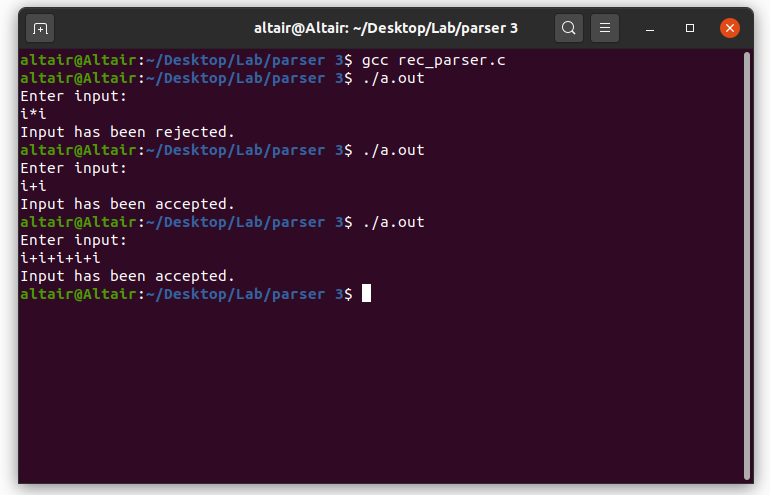 altair@Altair: ~/Desktop/Lab/parser 3
altair@Altair:~/Desktop/Lab/parser 3$ gcc rec_parser.c
altair@Altair:~/Desktop/Lab/parser 3$ ./a.out
Enter input:
i*i
Input has been rejected.
altair@Altair:~/Desktop/Lab/parser 3$ ./a.out
Enter input:
i+i
Input has been accepted.
altair@Altair:~/Desktop/Lab/parser 3$ ./a.out
Enter input:
i+i+i+i+i
Input has been accepted.
altair@Altair:~/Desktop/Lab/parser 3$